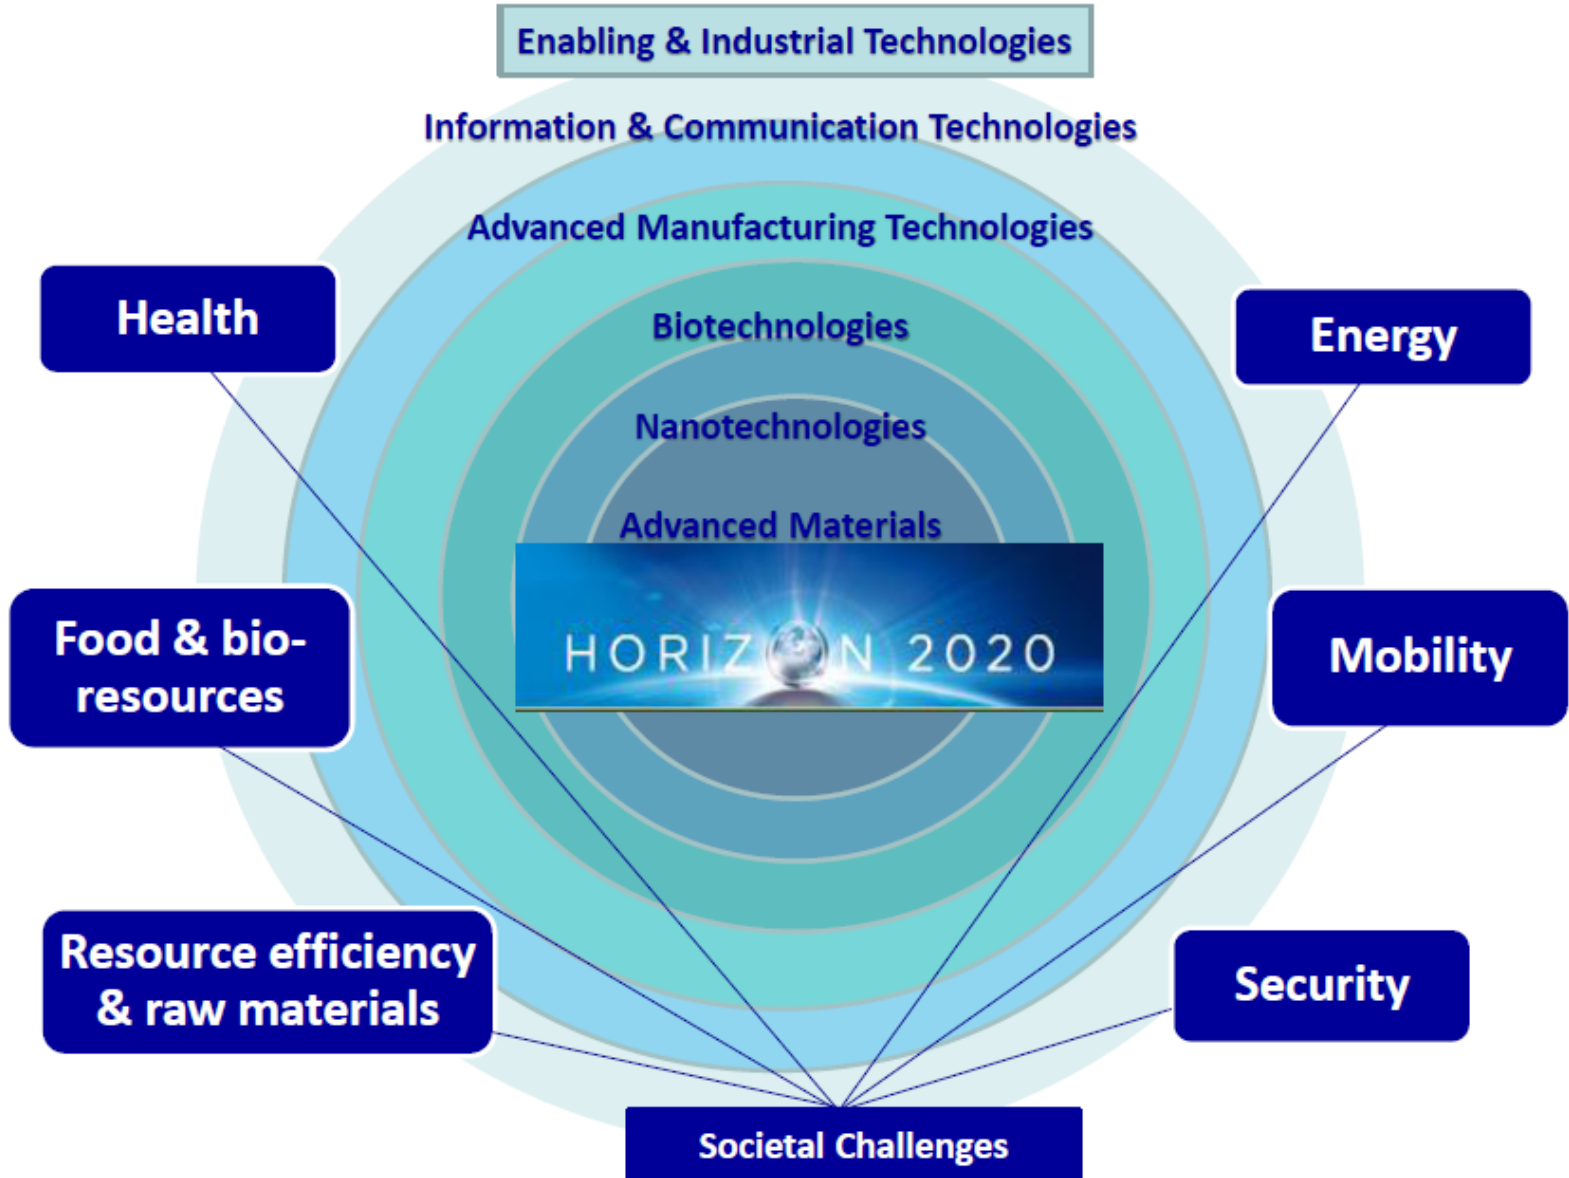 Enabling & Industrial Technologies
Information & Communication Technologies
Advanced Manufacturing Technologies
Health
Biotechnologies
Energy
Nanotechnologies
Advanced Materials
HORIZON 2020
Food & bio-
resources
Mobility
Resource efficiency
& raw materials
Security
Societal Challenges